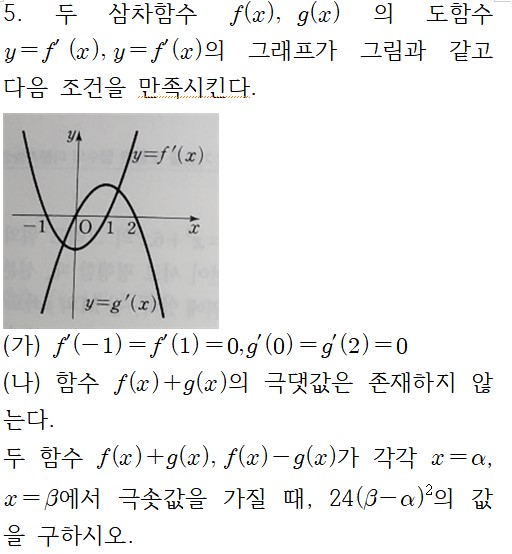 5. 두 삼차함수 f(x), g(x) 의 도함수
y=f′(x), y=f′(x)의 그래프가 그림과 같고
다음 조건을 만족시킨다.
y
y=f′(x)
-1 O 1 2 x
y=g′(x)
(가) f′(-1)=f′(1)=0,g′(0)=g′(2)=0
(나) 함수 f(x)+g(x)의 극댓값은 존재하지 않
는다.
두 함수 f(x)+g(x), f(x)-g(x)가 각각 x=α,
x=β에서 극솟값을 가질 때, 24(β-α)²의 값
을 구하시오.